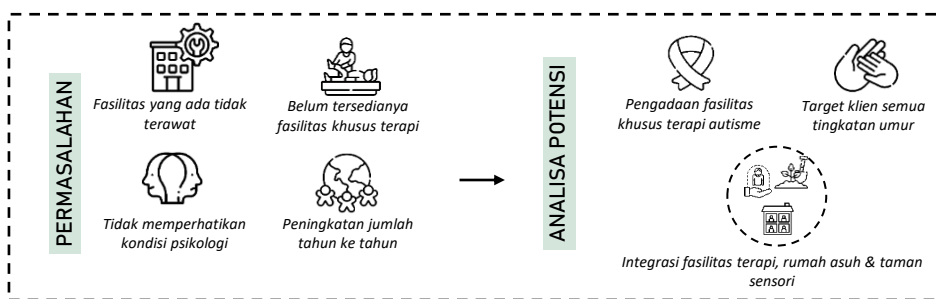 PERMASALAHAN
Fasilitas yang ada tidak
terawat
Belum tersedianya
fasilitas khusus terapi
Tidak memperhatikan
kondisi psikologi
Peningkatan jumlah
tahun ke tahun
ANALISA POTENSI
Pengadaan fasilitas
khusus terapi autisme
Target klien semua
tingkatan umur
Integrasi fasilitas terapi, rumah asuh & taman
sensori